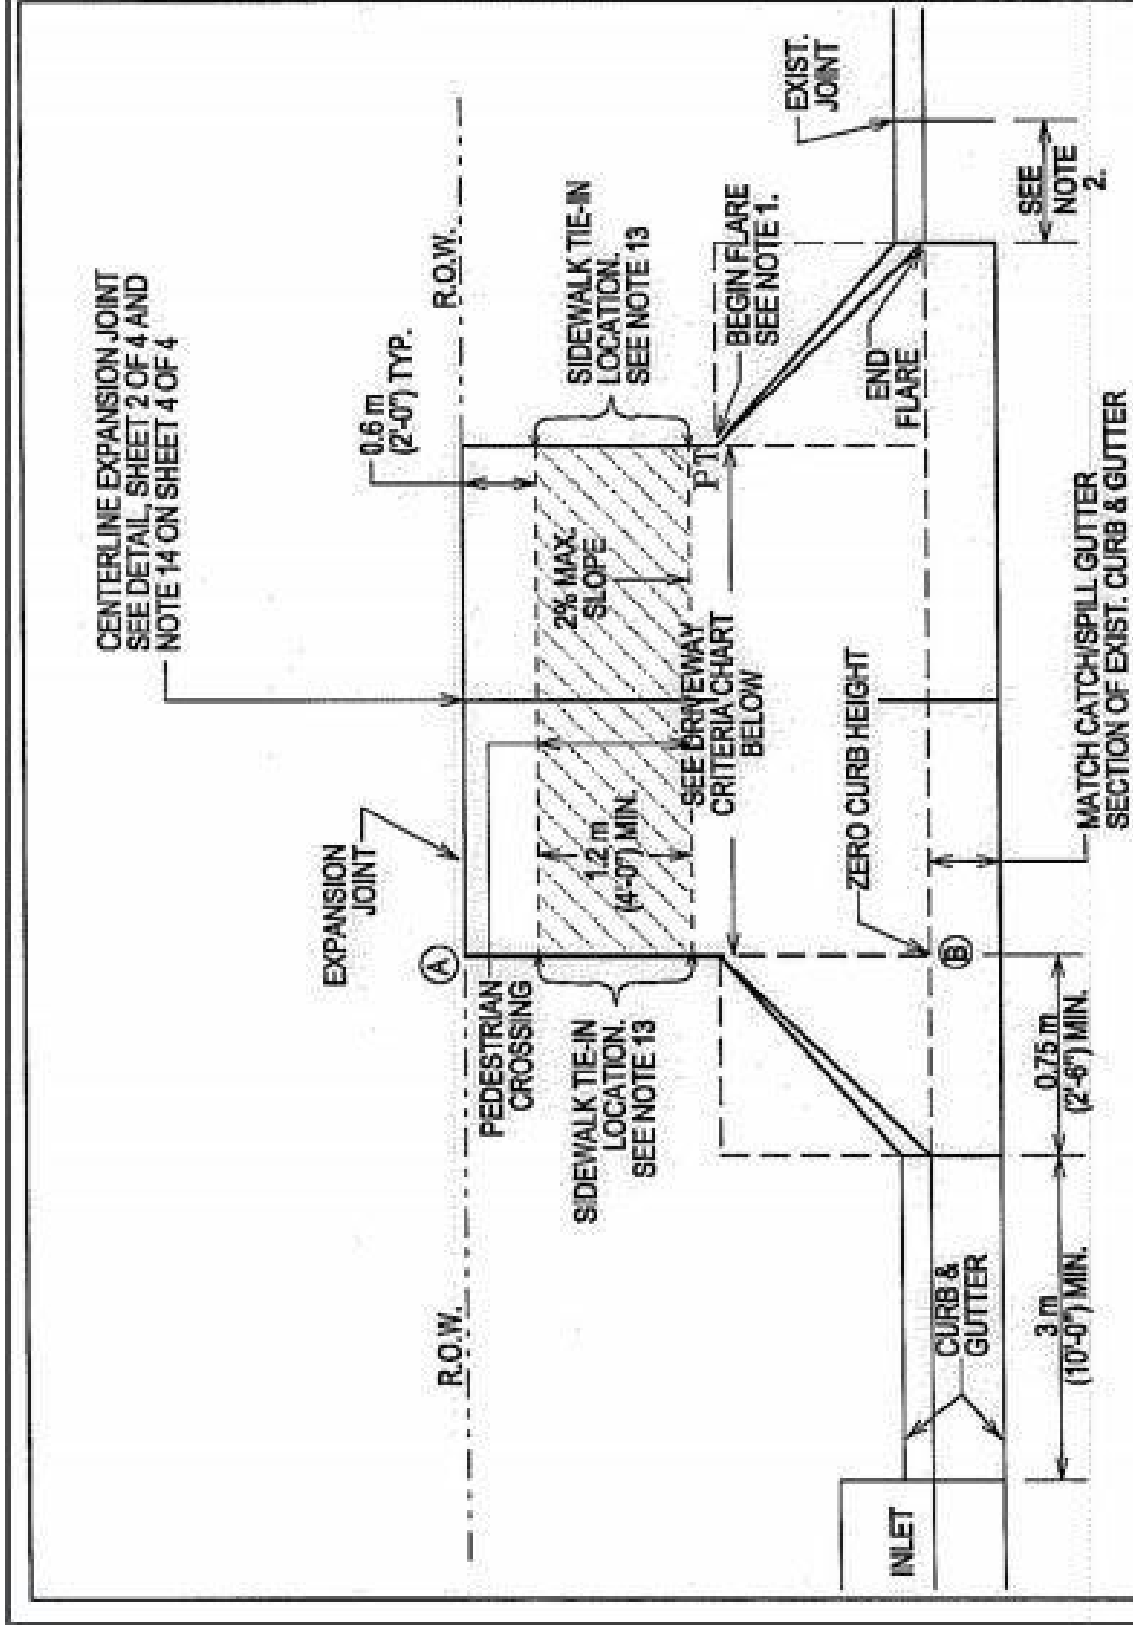 CENTERLINE EXPANSION JOINT
SEE DETAIL, SHEET 2 OF 4 AND
NOTE 14 ON SHEET 4 OF 4
EXPANSION
JOINT
0.6 m
(2'-0") TYP.
R.O.W.
R.O.W.
A
PEDESTRIAN
CROSSING
SIDEWALK TIE-IN
LOCATION.
SEE NOTE 13
1.2 m
(4'-0") MIN.
2% MAX.
SLOPE
SIDEWALK TIE-IN
LOCATION.
SEE NOTE 13
SEE DRIVEWAY
CRITERIA CHART
BELOW
PT
BEGIN FLARE
SEE NOTE 1.
EXIST.
JOINT
ZERO CURB HEIGHT
END
FLARE
B
INLET
CURB &
GUTTER
3 m
(10'-0") MIN.
0.75 m
(2'-6") MIN.
MATCH CATCH/SPILL GUTTER
SECTION OF EXIST. CURB & GUTTER
SEE
NOTE
2.